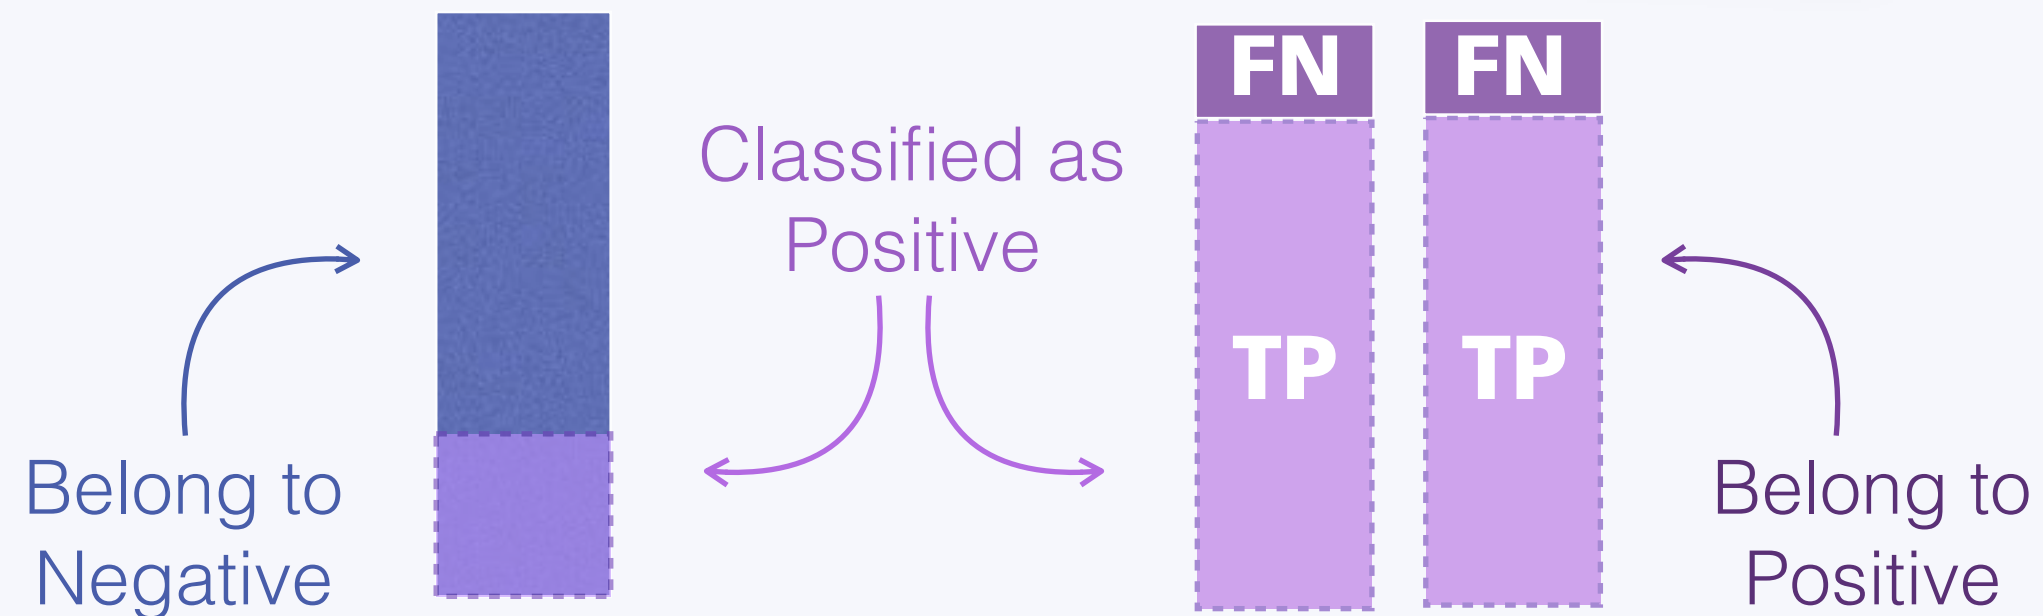 FN
FN
Classified as
Positive
TP
TP
Belong to
Negative
Belong to
Positive